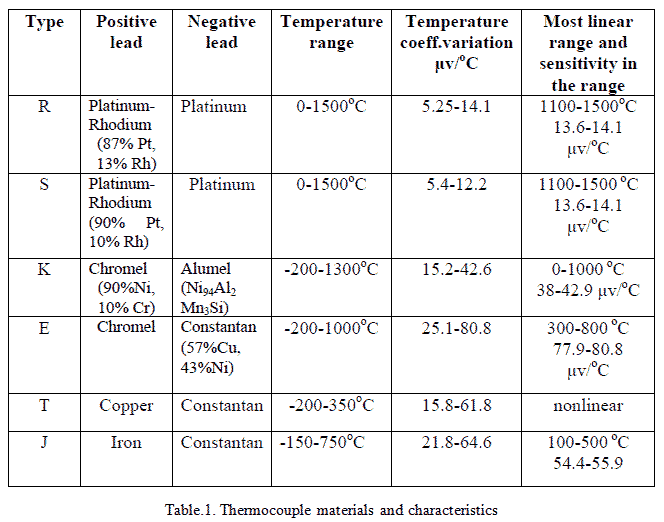 Type
Positive
lead
Negative
lead
Temperature
range
Temperature
coeff.variation
μv/°C
Most linear
range and
sensitivity in
the range
R
Platinum-
Rhodium
(87% Pt,
13% Rh)
Platinum
0-1500°C
5.25-14.1
1100-1500°C
13.6-14.1
μv/°C
S
Platinum-
Rhodium
(90% Pt,
10% Rh)
Platinum
0-1500°C
5.4-12.2
1100-1500 °C
13.6-14.1
μv/°C
K
Chromel
(90%Ni,
10% Cr)
Alumel
(Ni₉₄Al₂
Mn₃Si)
-200-1300°C
15.2-42.6
0-1000 °C
38-42.9 μv/°C
E
Chromel
Constantan
(57%Cu,
43%Ni)
-200-1000°C
25.1-80.8
300-800 °C
77.9-80.8
μv/°C
T
Copper
Constantan
-200-350°C
15.8-61.8
nonlinear
J
Iron
Constantan
-150-750°C
21.8-64.6
100-500 °C
54.4-55.9
Table.1. Thermocouple materials and characteristics